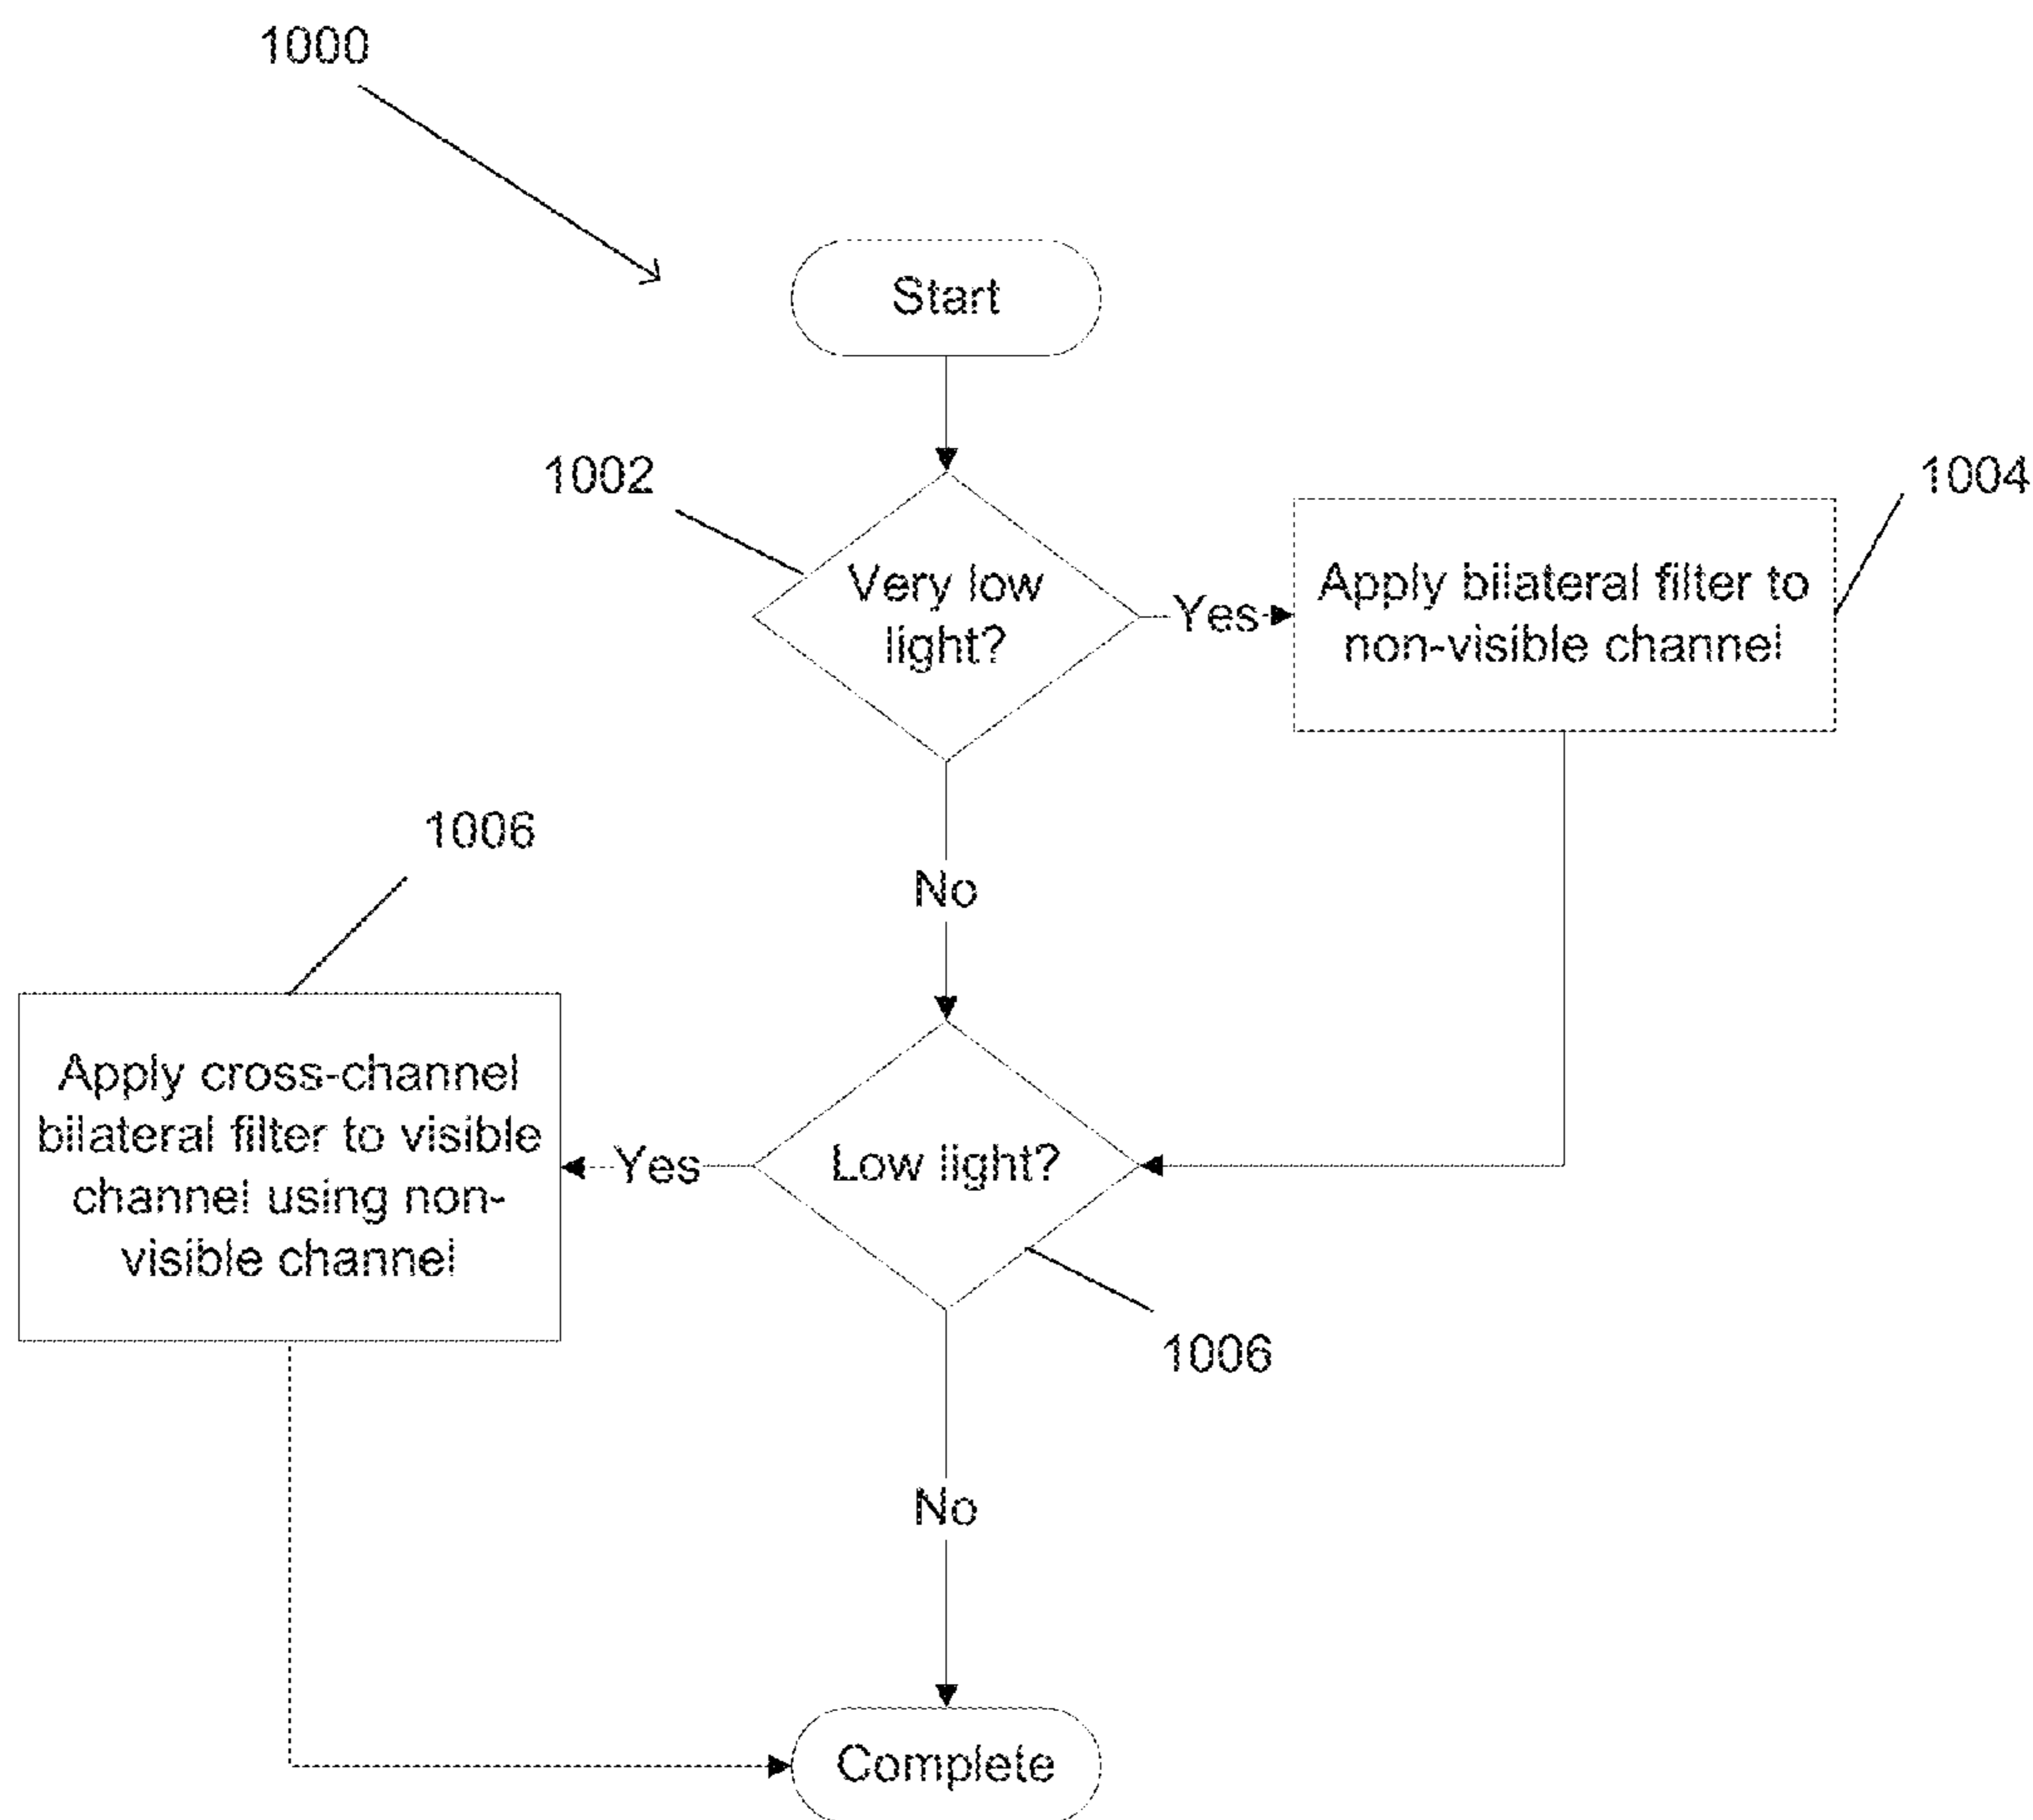 1000
Start
1002
Very low
light?
Yes
1004
Apply bilateral filter to
non-visible channel
No
1006
Apply cross-channel
bilateral filter to visible
channel using non-
visible channel
Yes
Low light?
1006
No
Complete